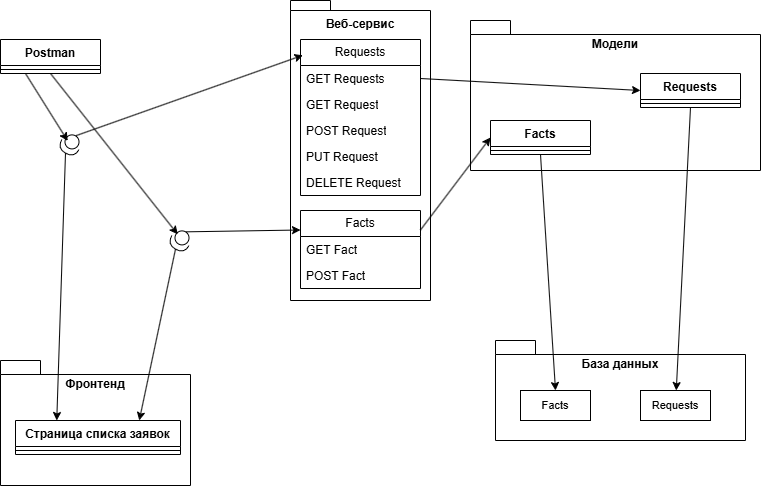 Postman
Веб-сервис
Requests
GET Requests
GET Request
POST Request
PUT Request
DELETE Request
Facts
GET Fact
POST Fact
Модели
Requests
Facts
Фронтенд
Страница списка заявок
База данных
Facts
Requests